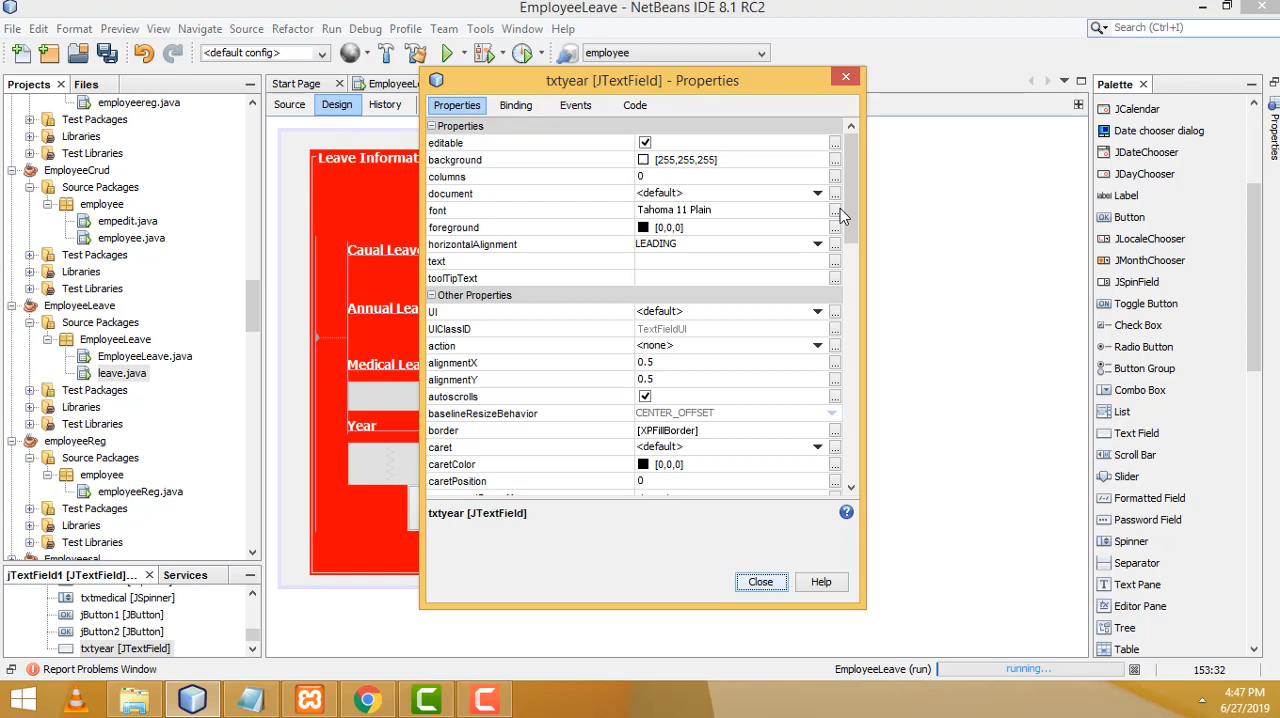 EmployeeLeave - NetBeans IDE 8.1 RC2
File Edit Format Preview View Navigate Source Refactor Run Debug Profile Team Tools Window Help
Search (Ctrl+I)
<default config>
employee
Projects
Files
employeereg.java
Test Packages
Libraries
Test Libraries
EmployeeCrud
Source Packages
employee
empedit.java
employee.java
Test Packages
Libraries
Test Libraries
EmployeeLeave
Source Packages
EmployeeLeave
EmployeeLeave.java
leave.java
Test Packages
Libraries
Test Libraries
employeeReg
Source Packages
employee
employeeReg.java
Test Packages
Libraries
Test Libraries
jTextField1 [JTextField]...
Services
txtmedical [JSpinner]
jButton1 [JButton]
jButton2 [JButton]
txtyear [JTextField]
Start Page
Source
Design
History
Leave Informat
Caual Leave
Annual Lea
Medical Lea
Year
txtyear [JTextField] - Properties
Properties
Binding
Events
Code
Properties
editable
background [255,255,255]
columns 0
document <default>
font Tahoma 11 Plain
foreground [0,0,0]
horizontalAlignment LEADING
text
toolTipText
Other Properties
UI <default>
UIClassID TextFieldUI
action <none>
alignmentX 0.5
alignmentY 0.5
autoscrolls
baselineResizeBehavior CENTER_OFFSET
border [XPFillBorder]
caret <default>
caretColor [0,0,0]
caretPosition 0
txtyear [JTextField]
Close
Help
Palette
JCalendar
Date chooser dialog
JDateChooser
JDayChooser
Label
Button
JLocaleChooser
JMonthChooser
JSpinField
Toggle Button
Check Box
Radio Button
Button Group
Combo Box
List
Text Field
Scroll Bar
Slider
Formatted Field
Password Field
Spinner
Separator
Text Pane
Editor Pane
Tree
Table
Properties
Report Problems Window
EmployeeLeave (run)
running...
153:32
4:47 PM
6/27/2019